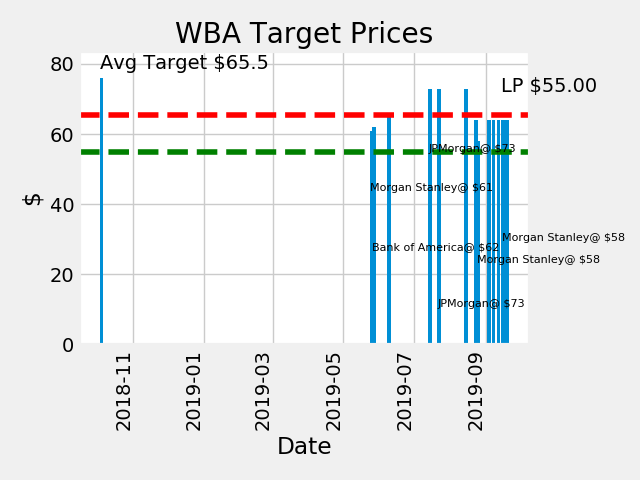 WBA Target Prices
Avg Target $65.5
LP $55.00
80
60
40
20
0
$
JPMorgan@ $73
Morgan Stanley@ $61
Morgan Stanley@ $58
Bank of America@ $62
Morgan Stanley@ $58
JPMorgan@ $73
2018-11
2019-01
2019-03
2019-05
2019-07
2019-09
Date